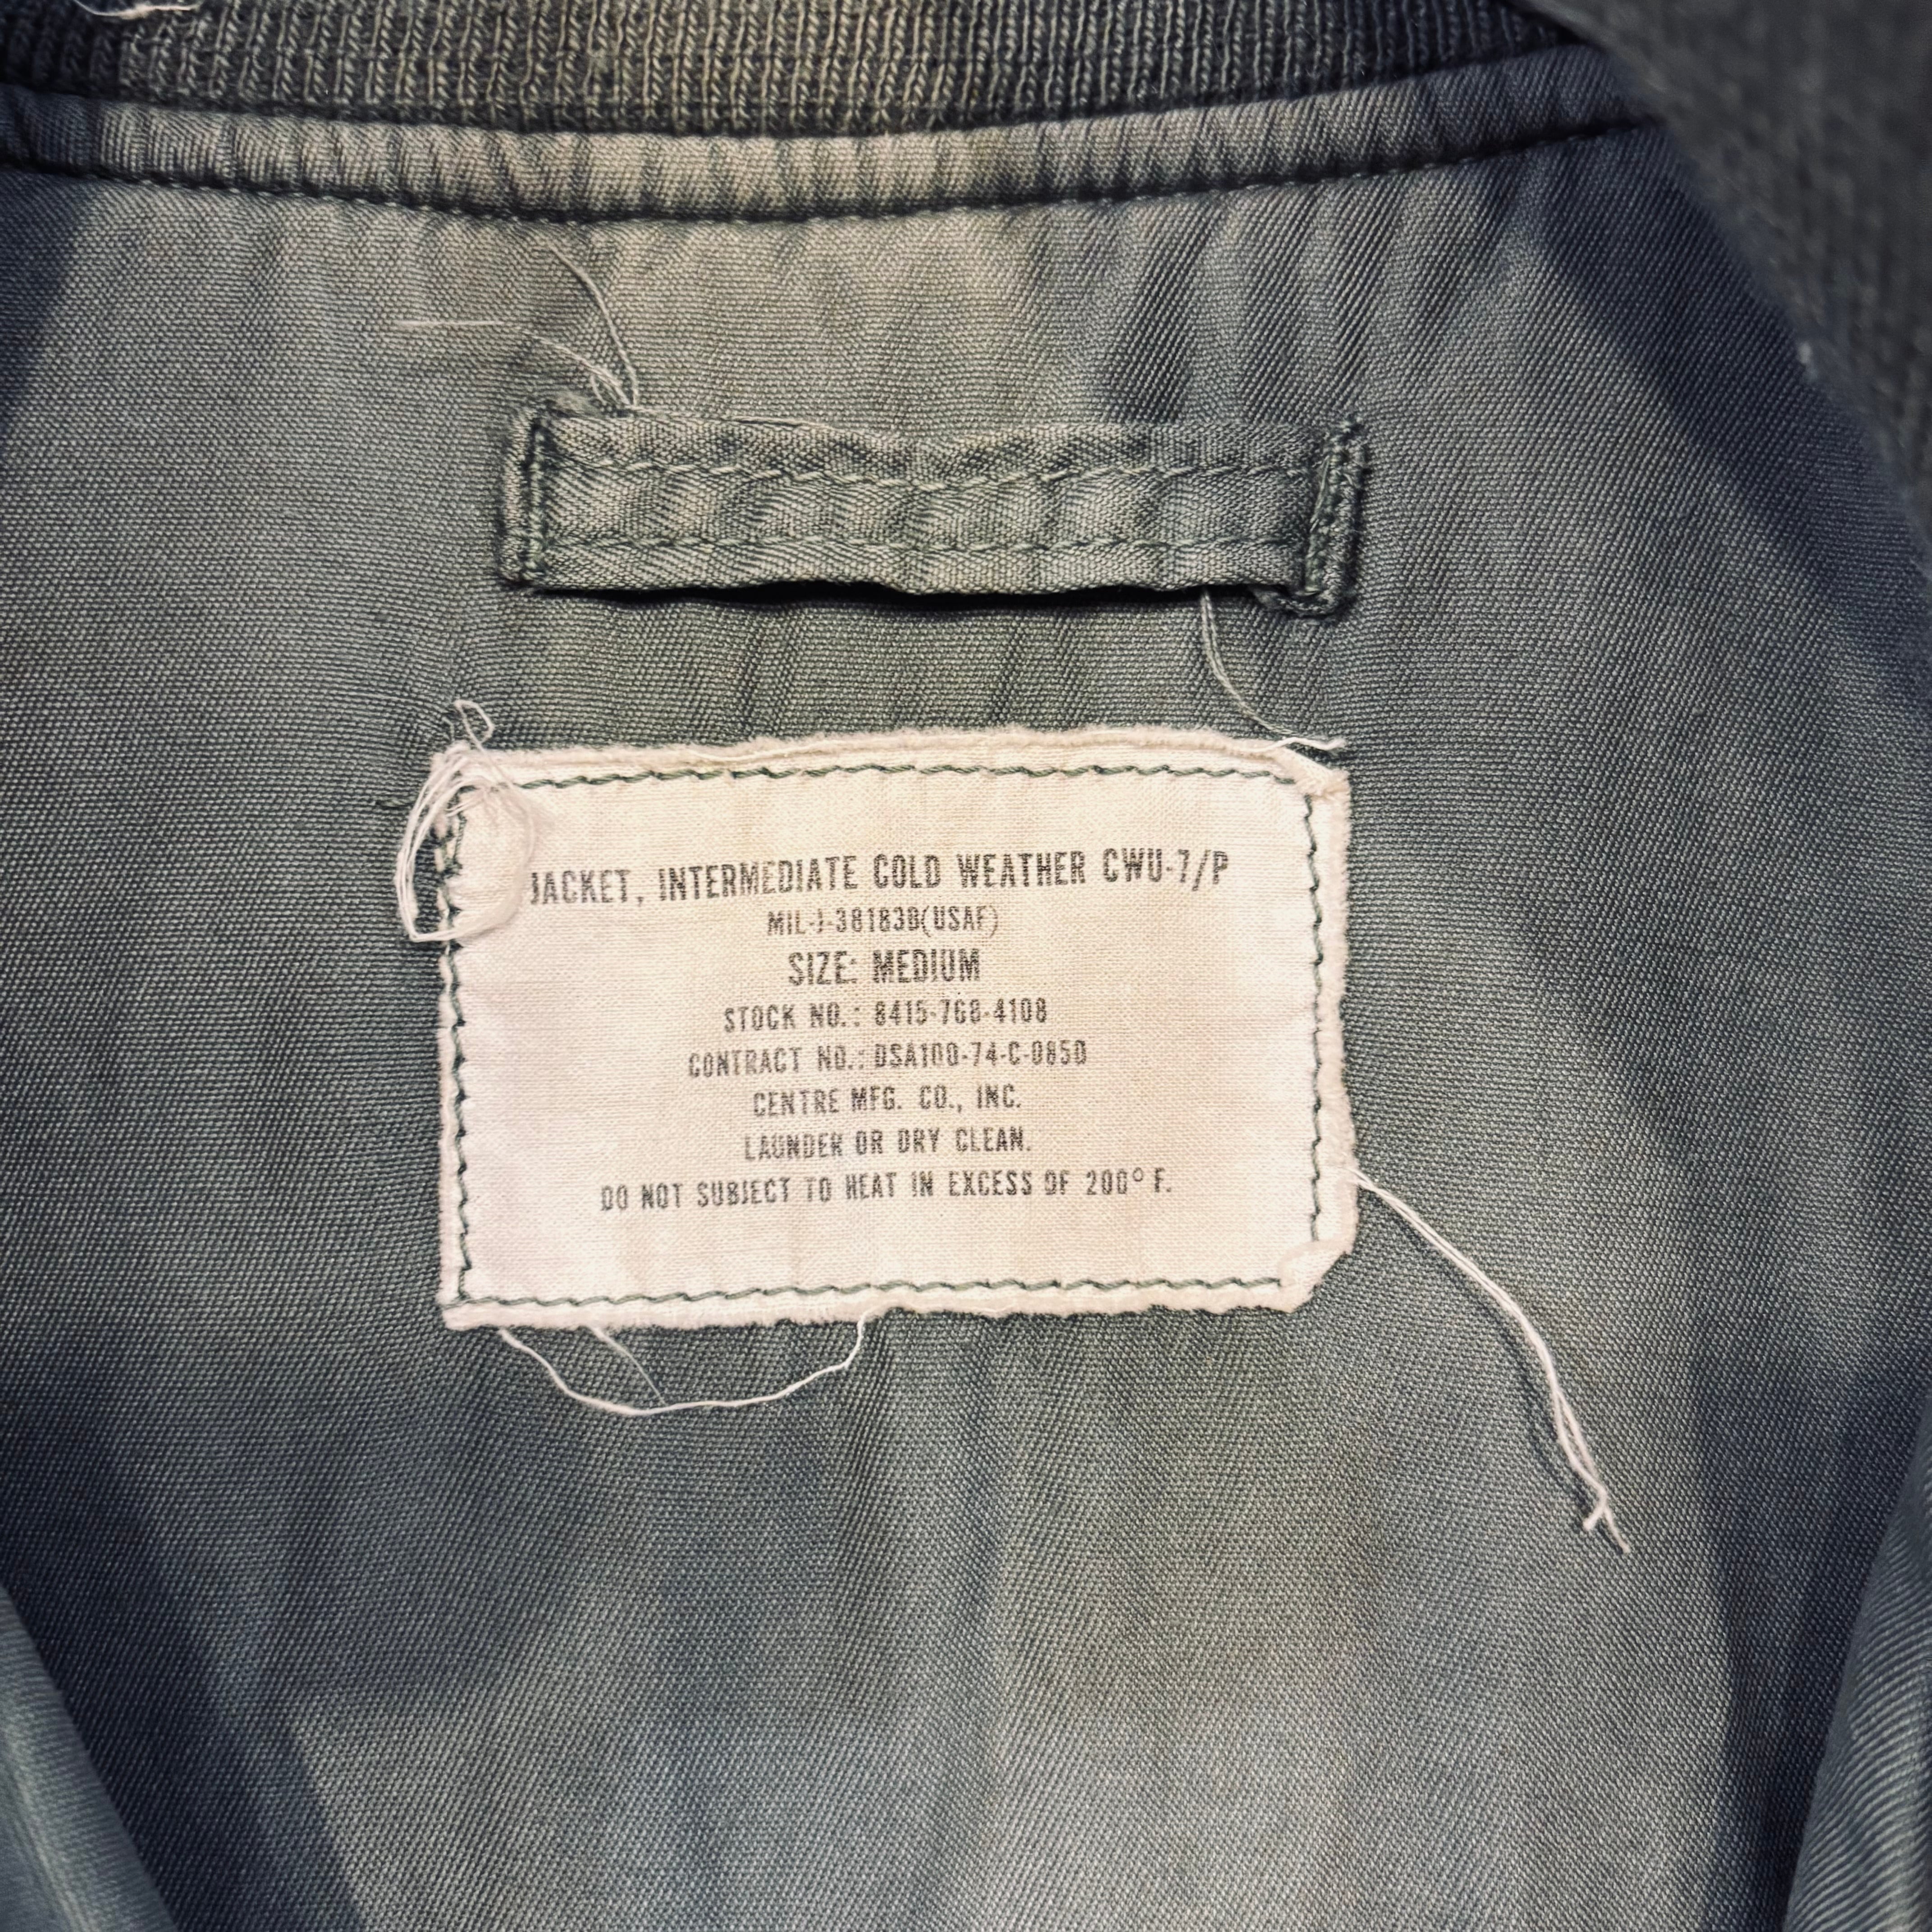 JACKET, INTERMEDIATE COLD WEATHER CWU-7/P
MIL-J-38183B(USAF)
SIZE: MEDIUM
STOCK NO.: 8415-768-4108
CONTRACT NO.: DSA100-74-C-0850
CENTRE MFG. CO., INC.
LAUNDER OR DRY CLEAN.
DO NOT SUBJECT TO HEAT IN EXCESS OF 200° F.